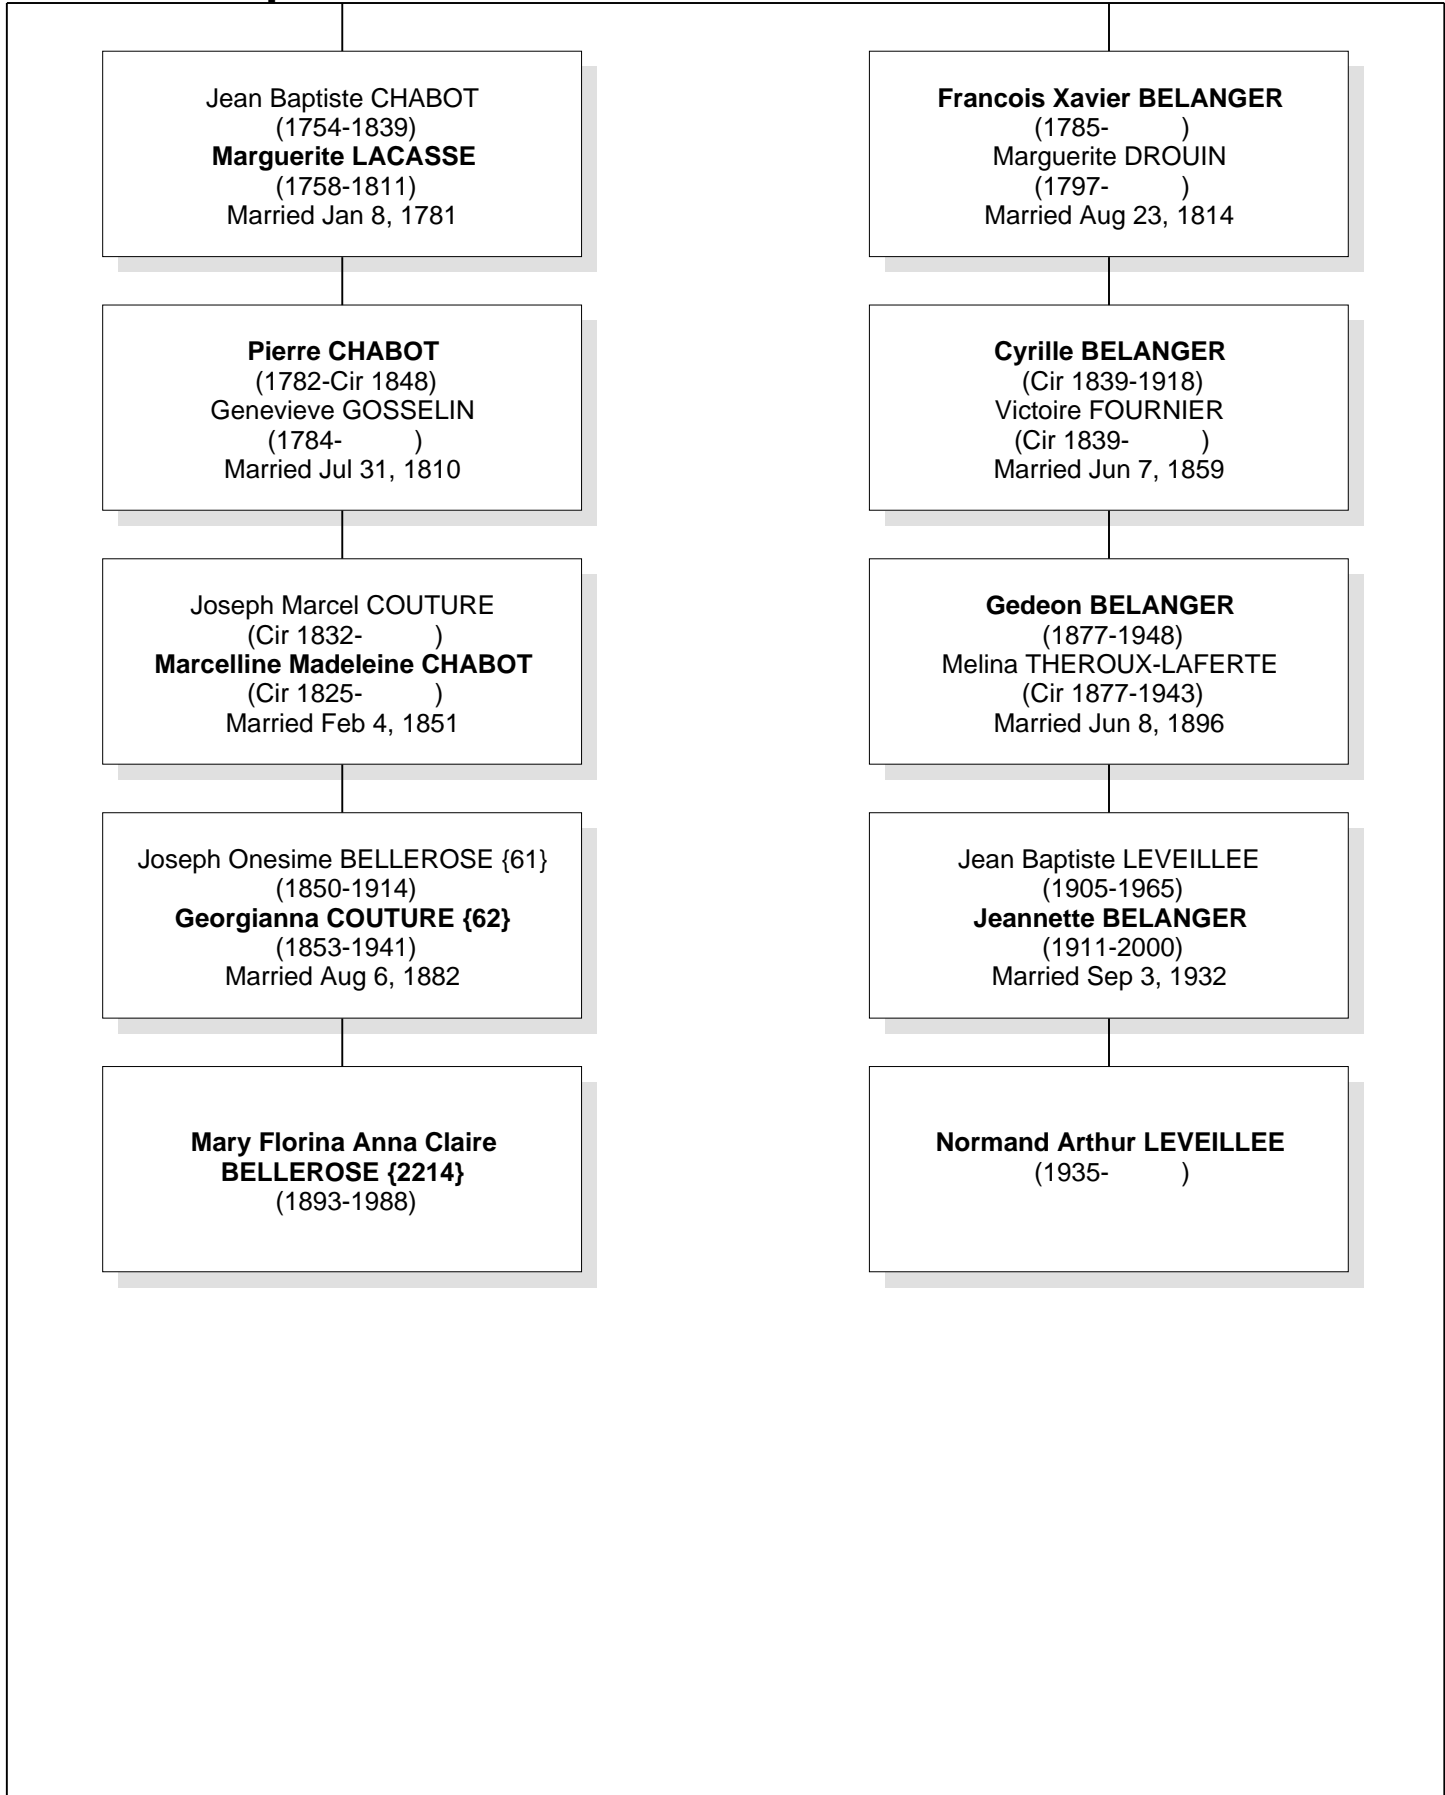 Jean Baptiste CHABOT
(1754-1839)
Marguerite LACASSE
(1758-1811)
Married Jan 8, 1781
Pierre CHABOT
(1782-Cir 1848)
Genevieve GOSSELIN
(1784- )
Married Jul 31, 1810
Joseph Marcel COUTURE
(Cir 1832- )
Marcelline Madeleine CHABOT
(Cir 1825- )
Married Feb 4, 1851
Joseph Onesime BELLEROSE {61}
(1850-1914)
Georgianna COUTURE {62}
(1853-1941)
Married Aug 6, 1882
Mary Florina Anna Claire
BELLEROSE {2214}
(1893-1988)
Francois Xavier BELANGER
(1785- )
Marguerite DROUIN
(1797- )
Married Aug 23, 1814
Cyrille BELANGER
(Cir 1839-1918)
Victoire FOURNIER
(Cir 1839- )
Married Jun 7, 1859
Gedeon BELANGER
(1877-1948)
Melina THEROUX-LAFERTE
(Cir 1877-1943)
Married Jun 8, 1896
Jean Baptiste LEVEILLEE
(1905-1965)
Jeannette BELANGER
(1911-2000)
Married Sep 3, 1932
Normand Arthur LEVEILLEE
(1935- )